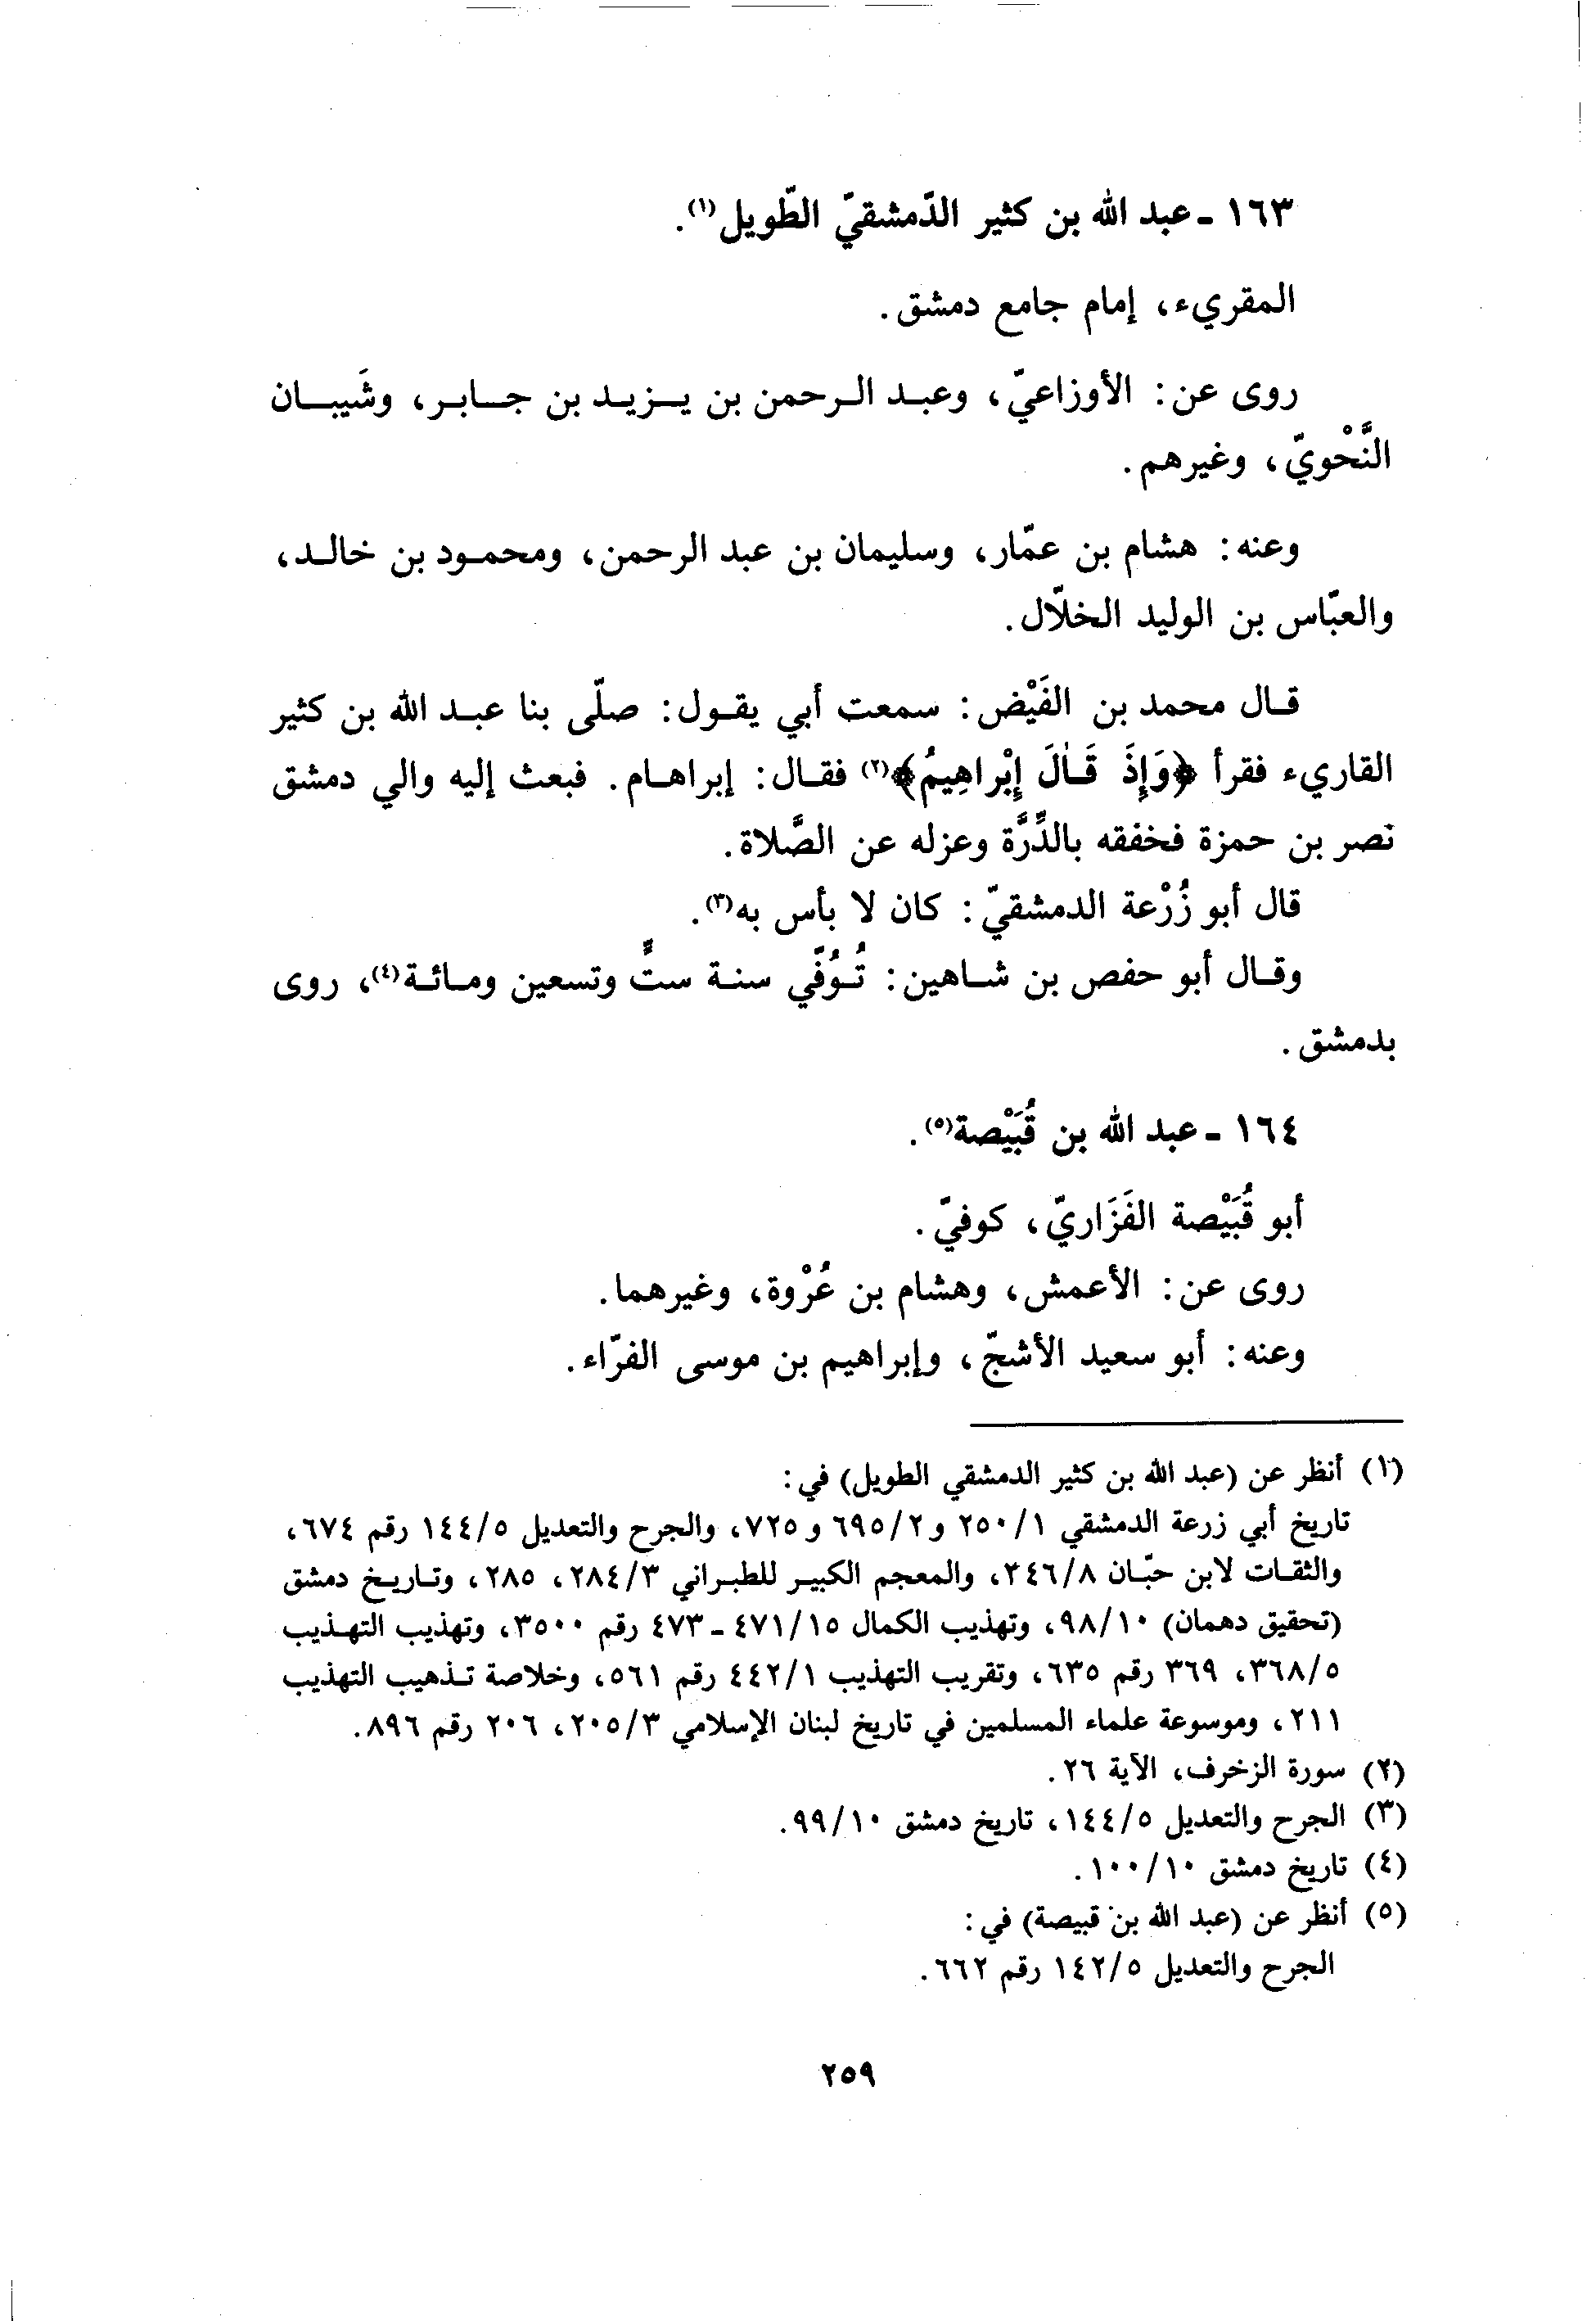 ١٦٣ - عبد الله بن كثير الدّمشقيّ الطّويل(١).
المقريء، إمام جامع دمشق.
روى عن: الأوزاعيّ، وعبد الرحمن بن يزيد بن جابر، وشَيبان
النَّحْويّ، وغيرهم.
وعنه: هشام بن عمّار، وسليمان بن عبد الرحمن، ومحمود بن خالد،
والعبّاس بن الوليد الخلّال.
قال محمد بن الفَيْض: سمعت أبي يقول: صلّى بنا عبد الله بن كثير
القاريء فقرأ ﴿وَإِذَ قَالَ إِبْراهِيمُ﴾(٢) فقال: إبراهام. فبعث إليه والي دمشق
نصر بن حمزة فخفقه بالدِّرَّة وعزله عن الصَّلاة.
قال أبو زُرْعة الدمشقيّ: كان لا بأس به(٣).
وقال أبو حفص بن شاهين: تُوُفّي سنة ستٍّ وتسعين ومائة(٤)، روى
بدمشق.
١٦٤ - عبد الله بن قُبَيْصة(٥).
أبو قُبَيْصة الفَزَاريّ، كوفيّ.
روى عن: الأعمش، وهشام بن عُرْوة، وغيرهما.
وعنه: أبو سعيد الأشجّ، وإبراهيم بن موسى الفرّاء.
(١) أنظر عن (عبد الله بن كثير الدمشقي الطويل) في:
تاريخ أبي زرعة الدمشقي ٢٥٠/١ و ٦٩٥/٢ و ٧٢٥، والجرح والتعديل ١٤٤/٥ رقم ٦٧٤،
والثقات لابن حبّان ٣٤٦/٨، والمعجم الكبير للطبراني ٢٨٤/٣، ٢٨٥، وتاريخ دمشق
(تحقيق دهمان) ٩٨/١٠، وتهذيب الكمال ٤٧١/١٥ - ٤٧٣ رقم ٣٥٠٠، وتهذيب التهذيب
٣٦٨/٥، ٣٦٩ رقم ٦٣٥، وتقريب التهذيب ٤٤٢/١ رقم ٥٦١، وخلاصة تذهيب التهذيب
٢١١، وموسوعة علماء المسلمين في تاريخ لبنان الإسلامي ٢٠٥/٣، ٢٠٦ رقم ٨٩٦.
(٢) سورة الزخرف، الآية ٢٦.
(٣) الجرح والتعديل ١٤٤/٥، تاريخ دمشق ٩٩/١٠.
(٤) تاريخ دمشق ١٠٠/١٠.
(٥) أنظر عن (عبد الله بن قبيصة) في:
الجرح والتعديل ١٤٢/٥ رقم ٦٦٢.
٢٥٩